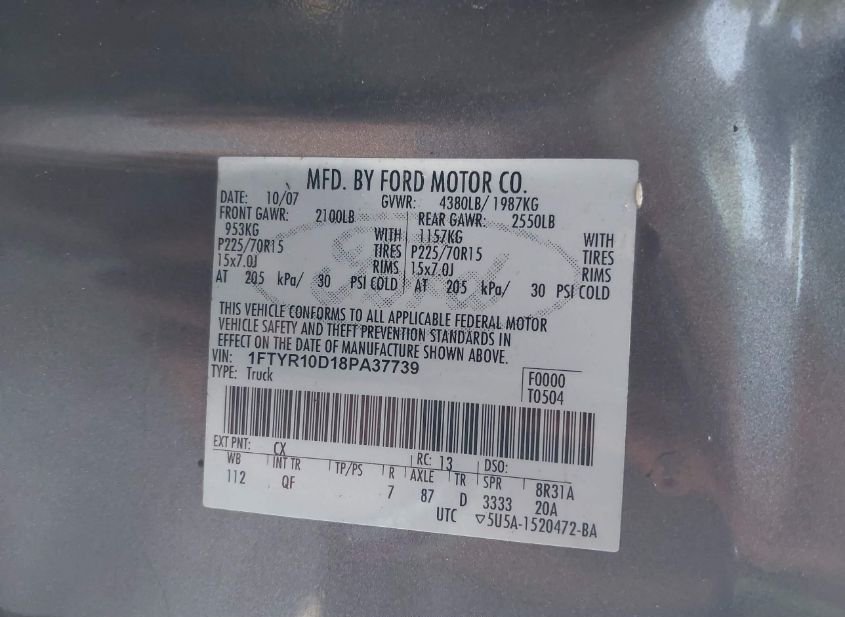 MFD. BY FORD MOTOR CO.
DATE: 10/07 GVWR: 4380LB/ 1987KG
FRONT GAWR: 2100LB REAR GAWR: 2550LB
953KG WITH 1157KG WITH
P225/70R15 TIRES P225/70R15 TIRES
15x7.0J RIMS 15x7.0J RIMS
AT 205 kPa/ 30 PSI COLD AT 205 kPa/ 30 PSI COLD
Ford
THIS VEHICLE CONFORMS TO ALL APPLICABLE FEDERAL MOTOR
VEHICLE SAFETY AND THEFT PREVENTION STANDARDS IN
EFFECT ON THE DATE OF MANUFACTURE SHOWN ABOVE.
VIN: 1FTYR10D18PA37739
TYPE: Truck
F0000
T0504
EXT PNT: CX RC: 13 DSO:
WB INT TR TP/PS R AXLE TR SPR 8R31A
112 QF 7 87 D 3333 20A
UTC ▽5U5A-1520472-BA